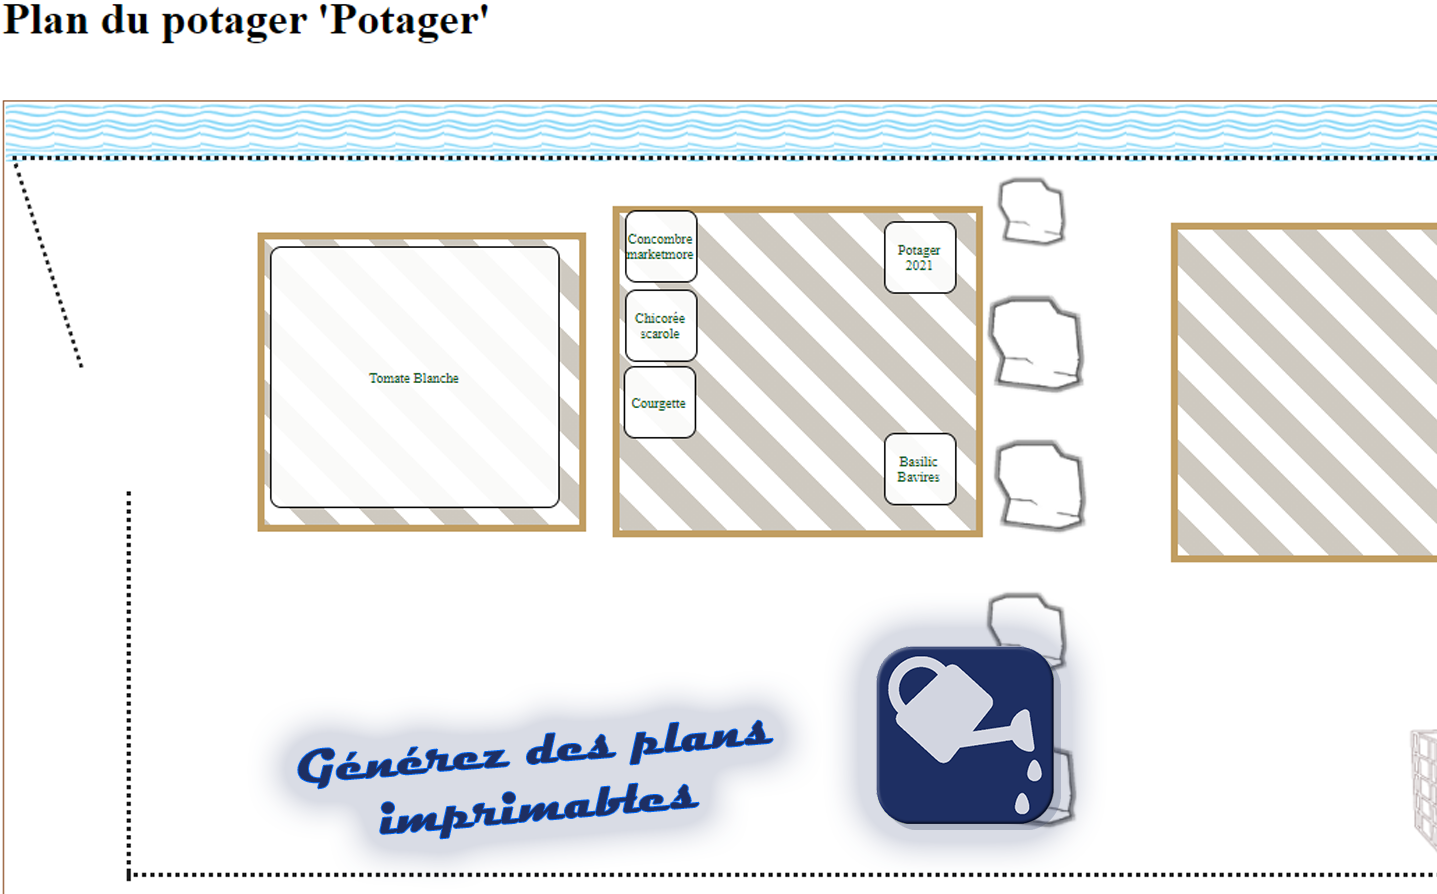 Plan du potager 'Potager'
Concombre
marketmore
Potager
2021
Chicorée
scarole
Tomate Blanche
Courgette
Basilic
Bavires
Générez des plans
imprimables